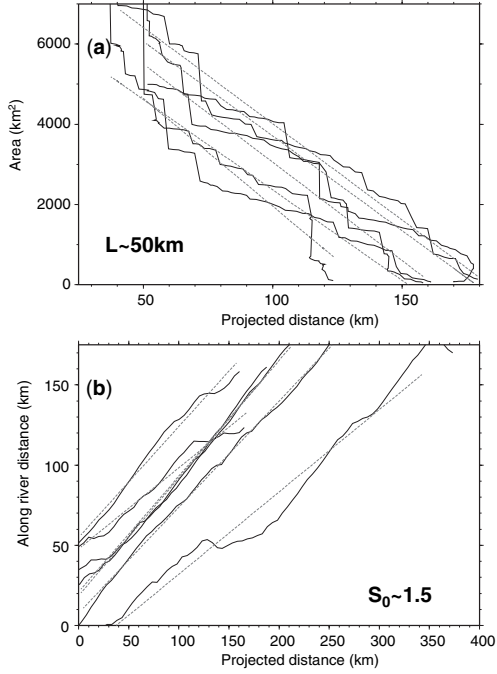 (a)
Area (km²)
6000
4000
2000
0
L~50km
50
100
150
Projected distance (km)
(b)
Along river distance (km)
150
100
50
0
S₀~1.5
0
50
100
150
200
250
300
350
400
Projected distance (km)